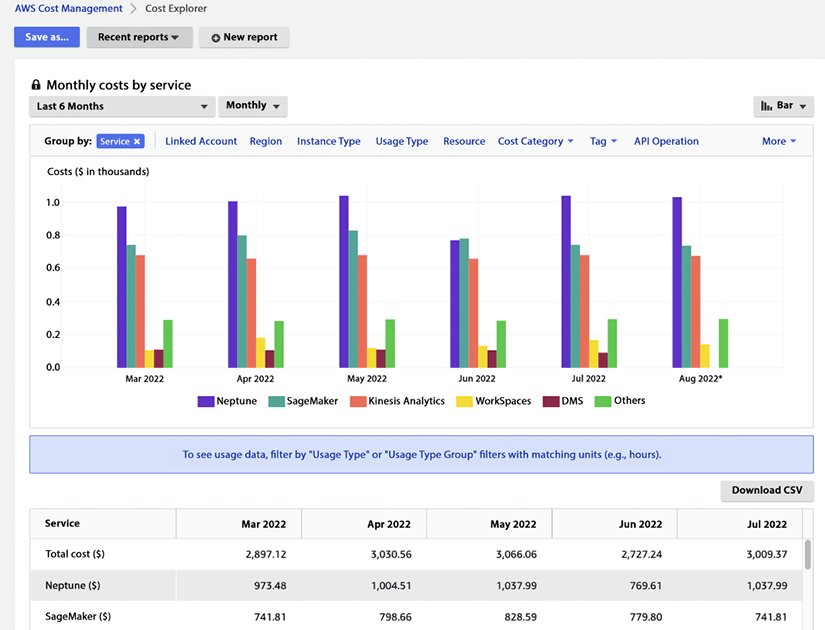 AWS Cost Management > Cost Explorer
Save as... Recent reports New report
Monthly costs by service
Last 6 Months Monthly Bar
Group by: Service × Linked Account Region Instance Type Usage Type Resource Cost Category Tag API Operation More
Costs ($ in thousands)
1.0
0.8
0.6
0.4
0.2
0.0
Mar 2022 Apr 2022 May 2022 Jun 2022 Jul 2022 Aug 2022*
Neptune SageMaker Kinesis Analytics WorkSpaces DMS Others
To see usage data, filter by "Usage Type" or "Usage Type Group" filters with matching units (e.g., hours).
Download CSV
Service Mar 2022 Apr 2022 May 2022 Jun 2022 Jul 2022
Total cost ($) 2,897.12 3,030.56 3,066.06 2,727.24 3,009.37
Neptune ($) 973.48 1,004.51 1,037.99 769.61 1,037.99
SageMaker ($) 741.81 798.66 828.59 779.80 741.81